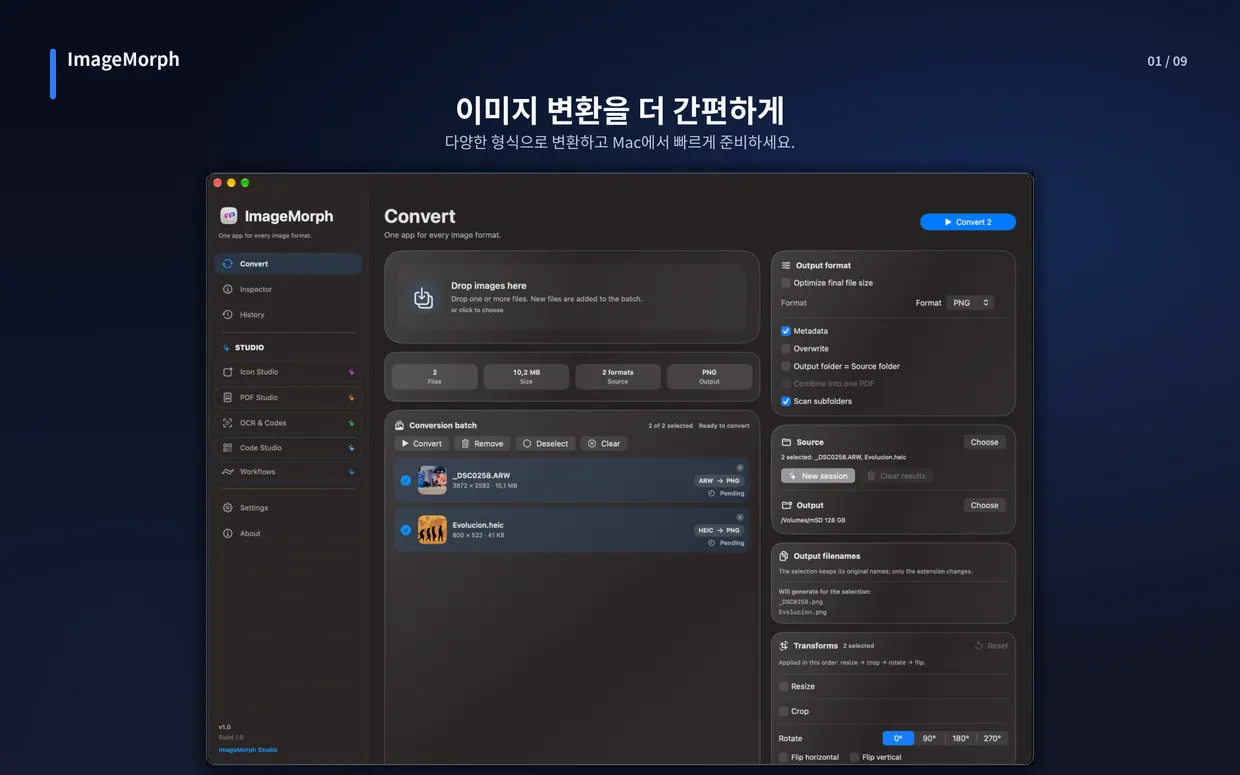 ImageMorph
01 / 09
이미지 변환을 더 간편하게
다양한 형식으로 변환하고 Mac에서 빠르게 준비하세요.
ImageMorph
One app for every image format.
Convert
Inspector
History
STUDIO
Icon Studio
PDF Studio
OCR & Codes
Code Studio
Workflows
Settings
About
v1.0
Build 1.0
ImageMorph Studio
Convert
One app for every image format.
Convert 2
Drop images here
Drop one or more files. New files are added to the batch.
or click to choose
2
Files
10,2 MB
Size
2 formats
Source
PNG
Output
Conversion batch
2 of 2 selected Ready to convert
Convert Remove Deselect Clear
_DSC0258.ARW
3872 × 2592 · 10,1 MB
ARW → PNG
Pending
Evolucion.heic
800 × 522 · 41 KB
HEIC → PNG
Pending
Output format
Optimize final file size
Format Format PNG
Metadata
Overwrite
Output folder = Source folder
Combine into one PDF
Scan subfolders
Source Choose
2 selected: _DSC0258.ARW, Evolucion.heic
New session Clear results
Output Choose
/Volumes/mSD 128 GB
Output filenames
The selection keeps its original names; only the extension changes.
Will generate for the selection:
_DSC0258.png
Evolucion.png
Transforms 2 selected Reset
Applied in this order: resize → crop → rotate → flip.
Resize
Crop
Rotate 0° 90° 180° 270°
Flip horizontal Flip vertical